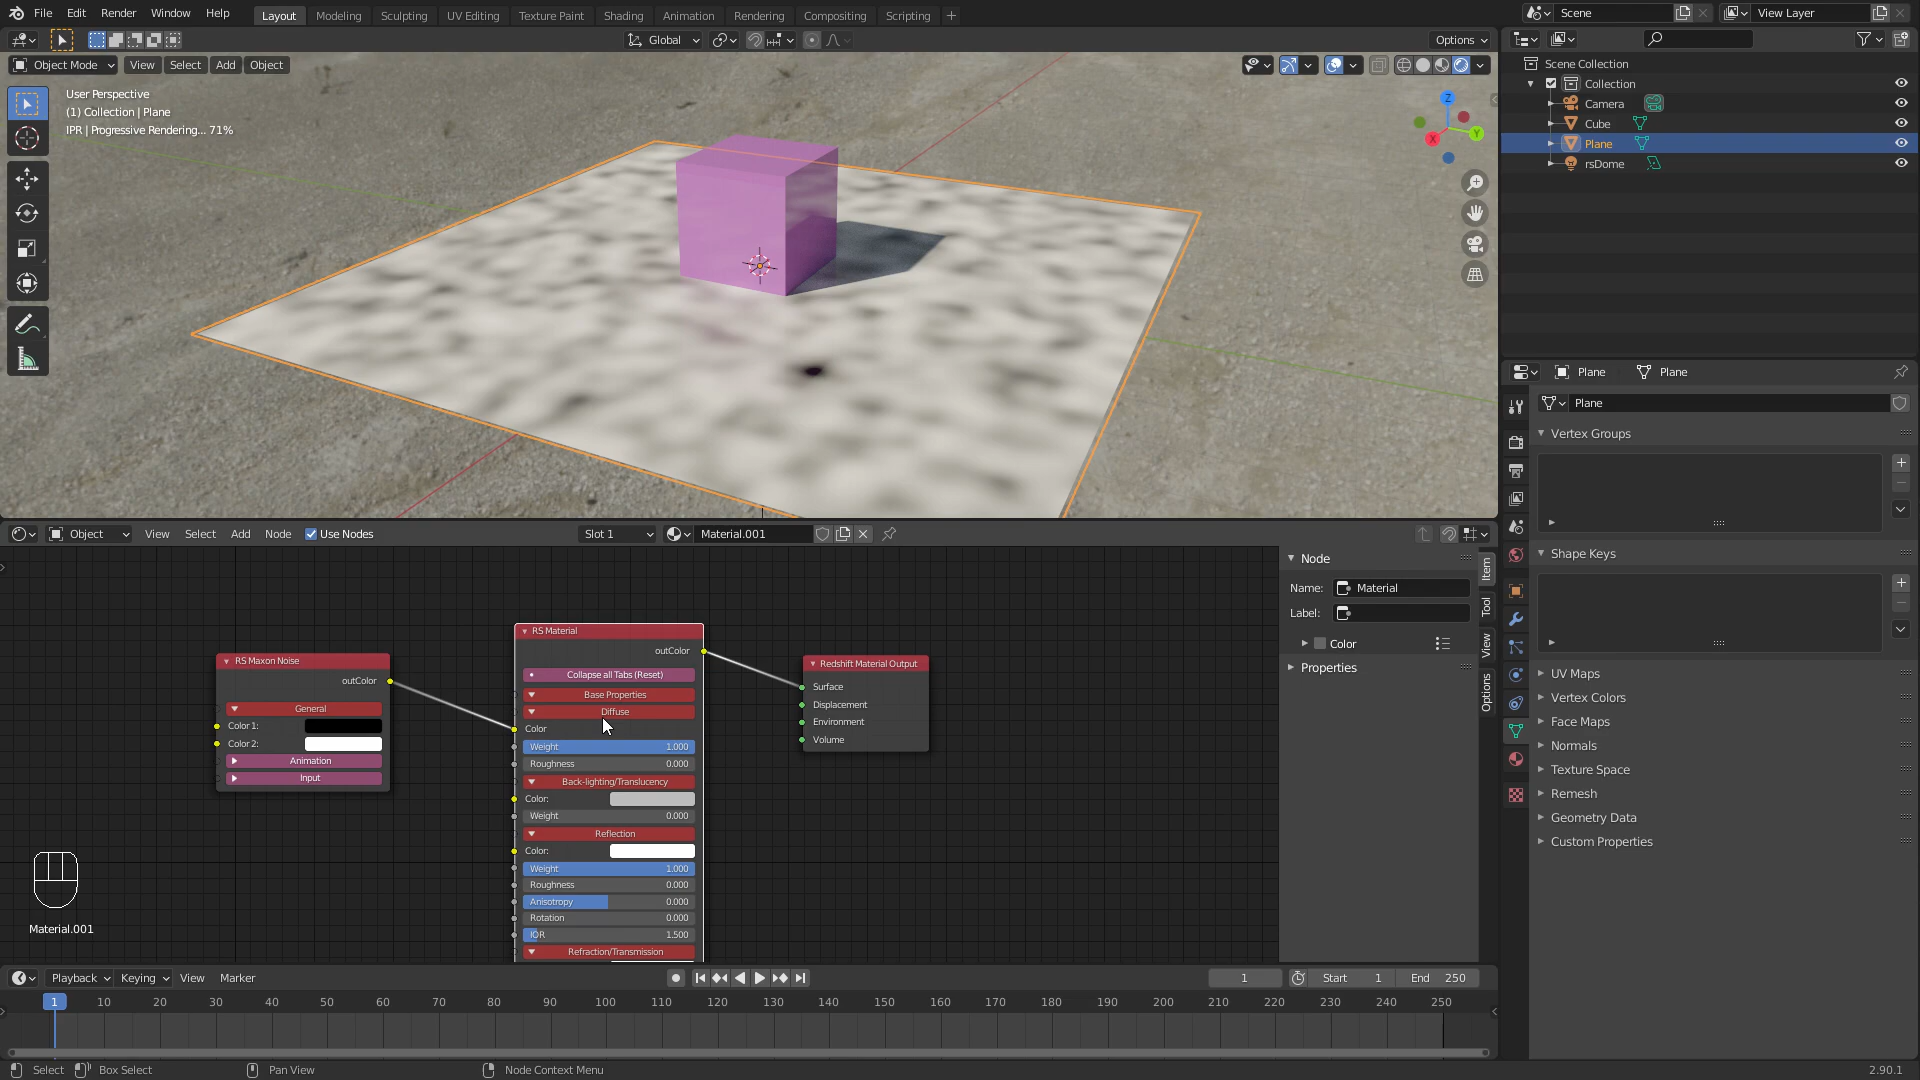 File Edit Render Window Help Layout Modeling Sculpting UV Editing Texture Paint Shading Animation Rendering Compositing Scripting + Scene View Layer
Global Options
Object Mode View Select Add Object
User Perspective
(1) Collection | Plane
IPR | Progressive Rendering... 71%
Z
Y
X
Scene Collection
Collection
Camera
Cube
Plane
rsDome
Plane Plane
Plane
Vertex Groups
Shape Keys
UV Maps
Vertex Colors
Face Maps
Normals
Texture Space
Remesh
Geometry Data
Custom Properties
Object View Select Add Node Use Nodes Slot 1 Material.001
Node
Name: Material
Label:
Color
Properties
Item
Tool
View
Options
RS Maxon Noise
outColor
General
Color 1:
Color 2:
Animation
Input
RS Material
outColor
Collapse all Tabs (Reset)
Base Properties
Diffuse
Color
Weight 1.000
Roughness 0.000
Back-lighting/Translucency
Color:
Weight 0.000
Reflection
Color:
Weight 1.000
Roughness 0.000
Anisotropy 0.000
Rotation 0.000
IOR 1.500
Refraction/Transmission
Redshift Material Output
Surface
Displacement
Environment
Volume
Material.001
Playback Keying View Marker 1 Start 1 End 250
1 10 20 30 40 50 60 70 80 90 100 110 120 130 140 150 160 170 180 190 200 210 220 230 240 250
Select Box Select Pan View Node Context Menu 2.90.1